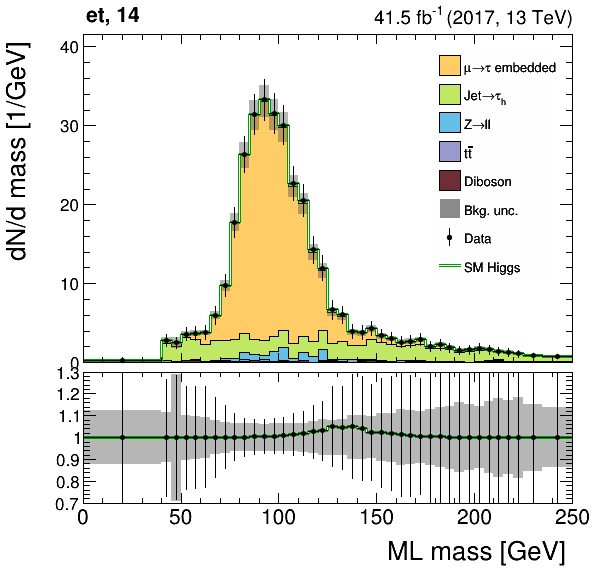 et, 14
41.5 fb⁻¹ (2017, 13 TeV)
dN/d mass [1/GeV]
40
30
20
10
0
μ→τ embedded
Jet→τₕ
Z→ll
tt̄
Diboson
Bkg. unc.
Data
SM Higgs
1.3
1.2
1.1
1
0.9
0.8
0.7
0 50 100 150 200 250
ML mass [GeV]